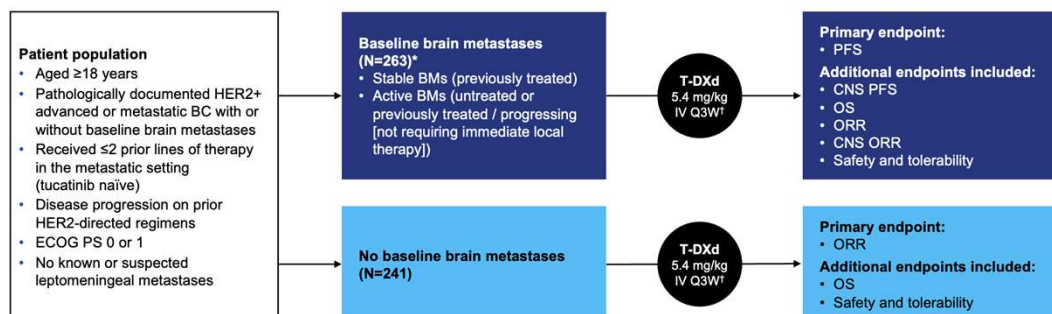 Patient population
• Aged ≥18 years
• Pathologically documented HER2+
advanced or metastatic BC with or
without baseline brain metastases
• Received ≤2 prior lines of therapy
in the metastatic setting
(tucatinib naïve)
• Disease progression on prior
HER2-directed regimens
• ECOG PS 0 or 1
• No known or suspected
leptomeningeal metastases
Baseline brain metastases
(N=263)*
• Stable BMs (previously treated)
• Active BMs (untreated or
previously treated / progressing
[not requiring immediate local
therapy])
T-DXd
5.4 mg/kg
IV Q3W†
Primary endpoint:
• PFS
Additional endpoints included:
• CNS PFS
• OS
• ORR
• CNS ORR
• Safety and tolerability
No baseline brain metastases
(N=241)
T-DXd
5.4 mg/kg
IV Q3W†
Primary endpoint:
• ORR
Additional endpoints included:
• OS
• Safety and tolerability